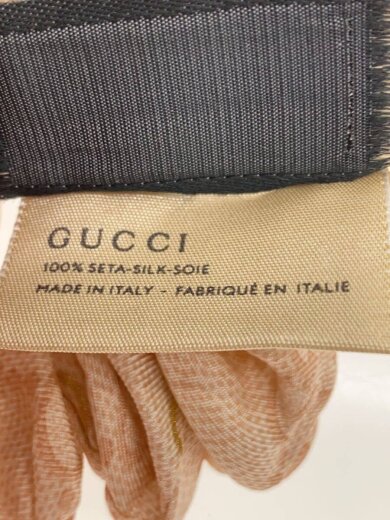 GUCCI
100% SETA-SILK-SOIE
MADE IN ITALY - FABRIQUÉ EN ITALIE